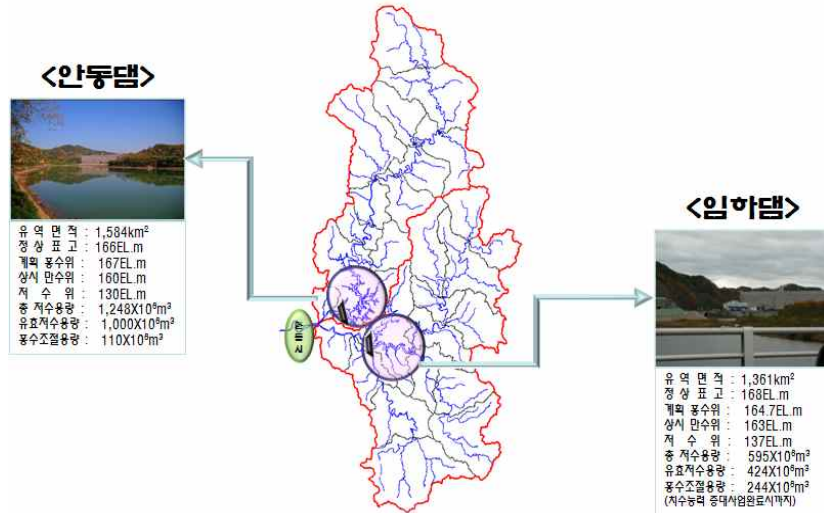 <안동댐>
유 역 면 적 : 1,584km²
정 상 표 고 : 166EL.m
계획 홍수위 : 167EL.m
상시 만수위 : 160EL.m
저 수 위 : 130EL.m
총 저수용량 : 1,248X10⁶m³
유효저수용량 : 1,000X10⁶m³
홍수조절용량 : 110X10⁶m³
안동시
<임하댐>
유 역 면 적 : 1,361km²
정 상 표 고 : 168EL.m
계획 홍수위 : 164.7EL.m
상시 만수위 : 163EL.m
저 수 위 : 137EL.m
총 저수용량 : 595X10⁶m³
유효저수용량 : 424X10⁶m³
홍수조절용량 : 244X10⁶m³
(치수능력 증대사업완료시까지)